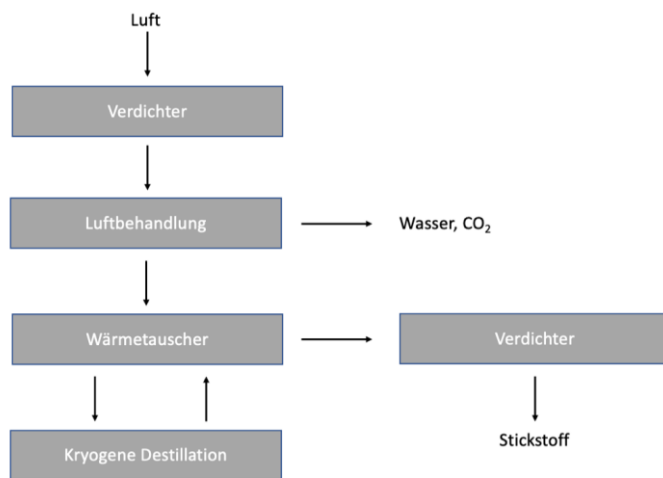 Luft
Verdichter
Luftbehandlung
Wasser, CO₂
Wärmetauscher
Verdichter
Kryogene Destillation
Stickstoff